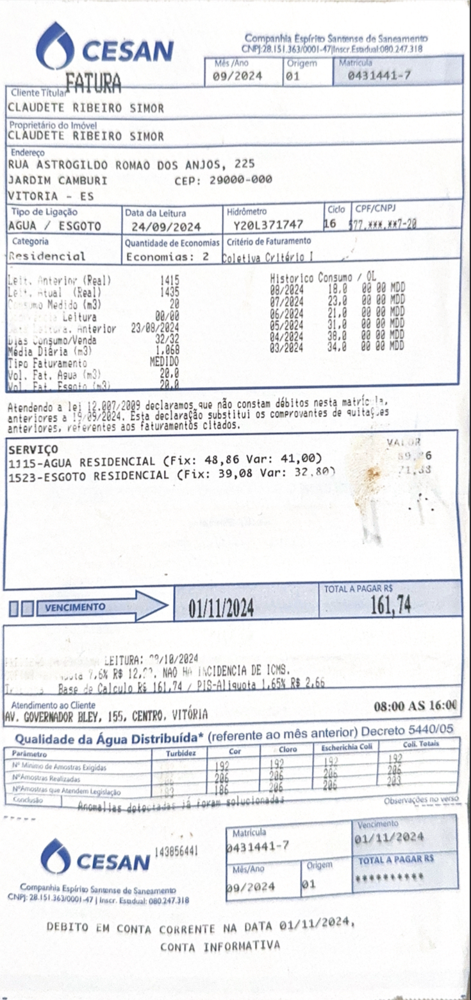 CESAN
Companhia Espírito Santense de Saneamento
CNPJ:28.151.363/0001-47|Inscr.Estadual:080.247.318
FATURA
Mês /Ano Origem Matrícula
09/2024 01 0431441-7
Cliente Títular
CLAUDETE RIBEIRO SIMOR
Proprietário do Imóvel
CLAUDETE RIBEIRO SIMOR
Endereço
RUA ASTROGILDO ROMAO DOS ANJOS, 225
JARDIM CAMBURI CEP: 29000-000
VITORIA - ES
Tipo de Ligação Data da Leitura Hidrômetro Ciclo CPF/CNPJ
AGUA / ESGOTO 24/09/2024 Y20L371747 16 577.***.**7-20
Categoria Quantidade de Economias Critério de Faturamento
Residencial Economias: 2 Coletiva Critério I
Leit. Anterior (Real) 1415
Leit. Atual (Real) 1435
Consumo Medido (m3) 20
Leitura 00/00
Leitura. Anterior 23/08/2024
Dias Consumo/Venda 32/32
Média Diária (m3) 1,068
Tipo Faturamento MEDIDO
Vol. Fat. Agua (m3) 20,0
Vol. Fat. Esgoto (m3) 20,0
Historico Consumo / OL
08/2024 18,0 00 00 MDD
07/2024 23,0 00 00 MDD
06/2024 21,0 00 00 MDD
05/2024 31,0 00 00 MDD
04/2024 38,0 00 00 MDD
03/2024 34,0 00 00 MDD
Atendendo a lei 12.007/2009 declaramos que não constam débitos nesta matrícula,
anteriores a 19/09/2024. Esta declaração substitui os comprovantes de quitações
anteriores, referentes aos faturamentos citados.
SERVIÇO VALOR
1115-AGUA RESIDENCIAL (Fix: 48,86 Var: 41,00) 89,86
1523-ESGOTO RESIDENCIAL (Fix: 39,08 Var: 32,80) 71,88
VENCIMENTO 01/11/2024
TOTAL A PAGAR R$
161,74
LEITURA: /10/2024
7,6% R$ NAO HA INCIDENCIA DE ICMS.
Base de Calculo R$ 161,74 / PIS-Aliquota 1,65% R$ 2,66
Atendimento ao Cliente 08:00 AS 16:00
AV. GOVERNADOR BLEY, 155, CENTRO, VITÓRIA
Qualidade da Água Distribuída* (referente ao mês anterior) Decreto 5440/05
Parâmetro Turbidez Cor Cloro Escherichia Coli Coli. Totais
Nº Mínimo de Amostras Exigidas 192 192 192 192
NºAmostras Realizadas 206 206 206 206
NºAmostras que Atendem Legislação 186 206 206 203
Conclusão Anomalias detectadas já foram solucionadas Observações no verso
CESAN 143856441
Companhia Espírito Santense de Saneamento
CNPJ: 28.151.363/0001-47 | Inscr. Esadual: 080.247.318
Matrícula Vencimento
0431441-7 01/11/2024
Mês/Ano Origem TOTAL A PAGAR R$
09/2024 01 **********
DEBITO EM CONTA CORRENTE NA DATA 01/11/2024,
CONTA INFORMATIVA